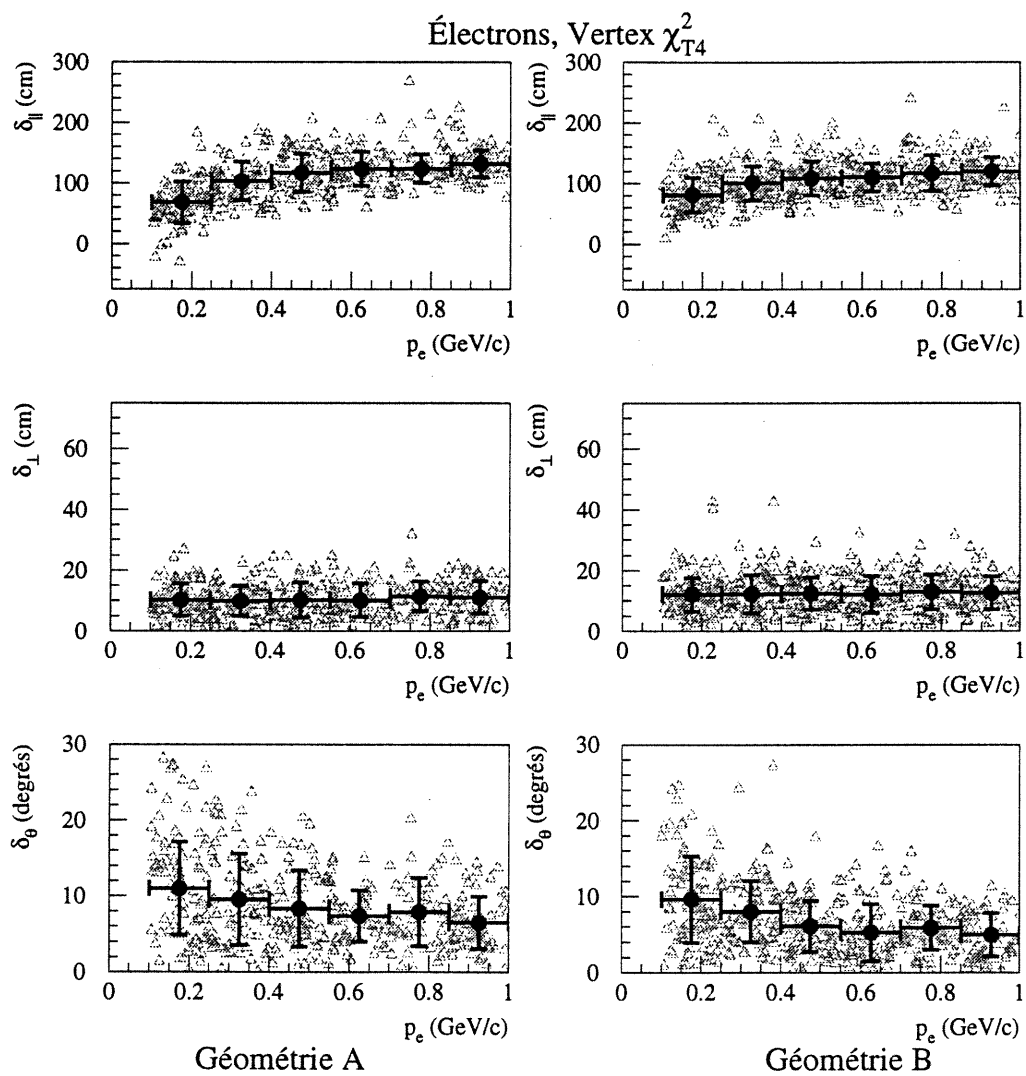 Électrons, Vertex χ²T4
δ∥ (cm)
300
200
100
0
0 0.2 0.4 0.6 0.8 1
pe (GeV/c)
δ∥ (cm)
300
200
100
0
0 0.2 0.4 0.6 0.8 1
pe (GeV/c)
δ⊥ (cm)
60
40
20
0
0 0.2 0.4 0.6 0.8 1
pe (GeV/c)
δ⊥ (cm)
60
40
20
0
0 0.2 0.4 0.6 0.8 1
pe (GeV/c)
δθ (degrés)
30
20
10
0
0 0.2 0.4 0.6 0.8 1
pe (GeV/c)
δθ (degrés)
30
20
10
0
0 0.2 0.4 0.6 0.8 1
pe (GeV/c)
Géométrie A
Géométrie B